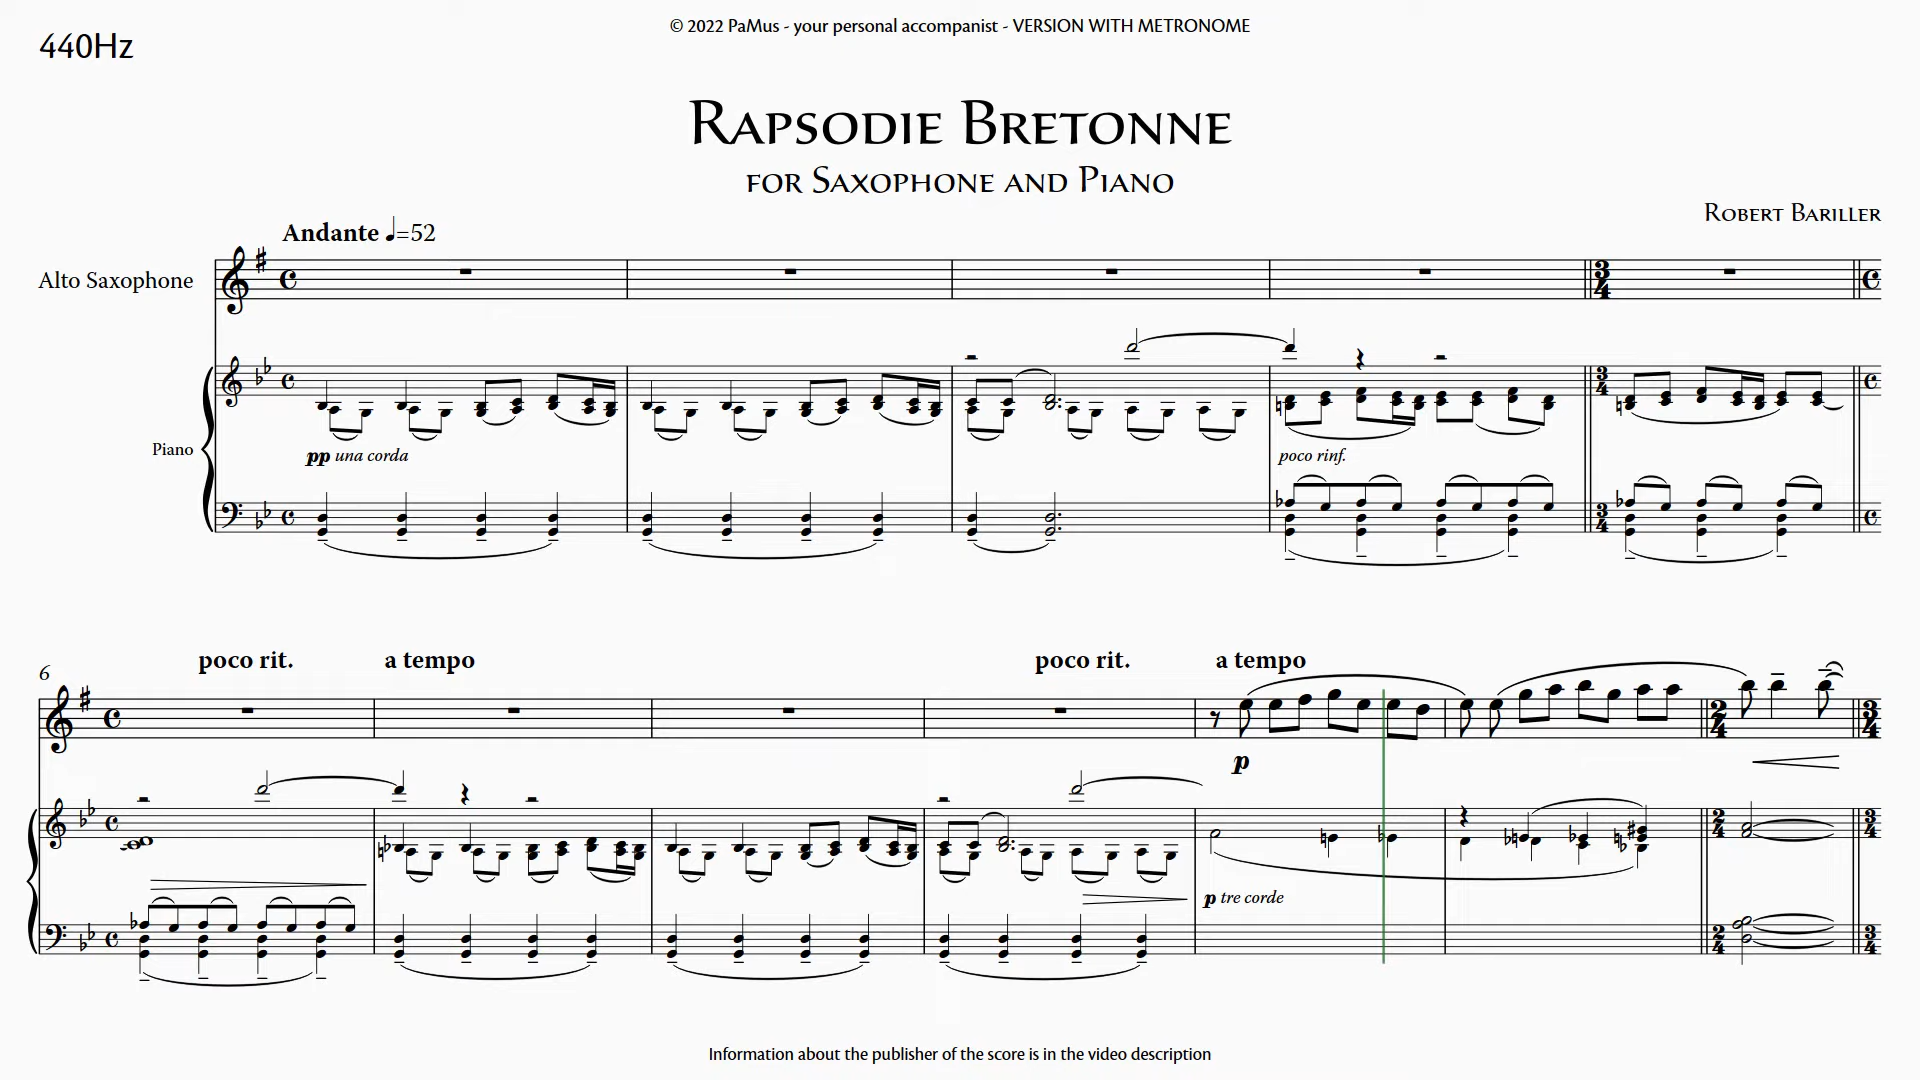 © 2022 PaMus - your personal accompanist - VERSION WITH METRONOME
440Hz
Rapsodie Bretonne
for Saxophone and Piano
Robert Bariller
Andante ♩=52
Alto Saxophone
Piano
pp una corda
poco rinf.
6
poco rit.
a tempo
poco rit.
a tempo
p
p tre corde
Information about the publisher of the score is in the video description